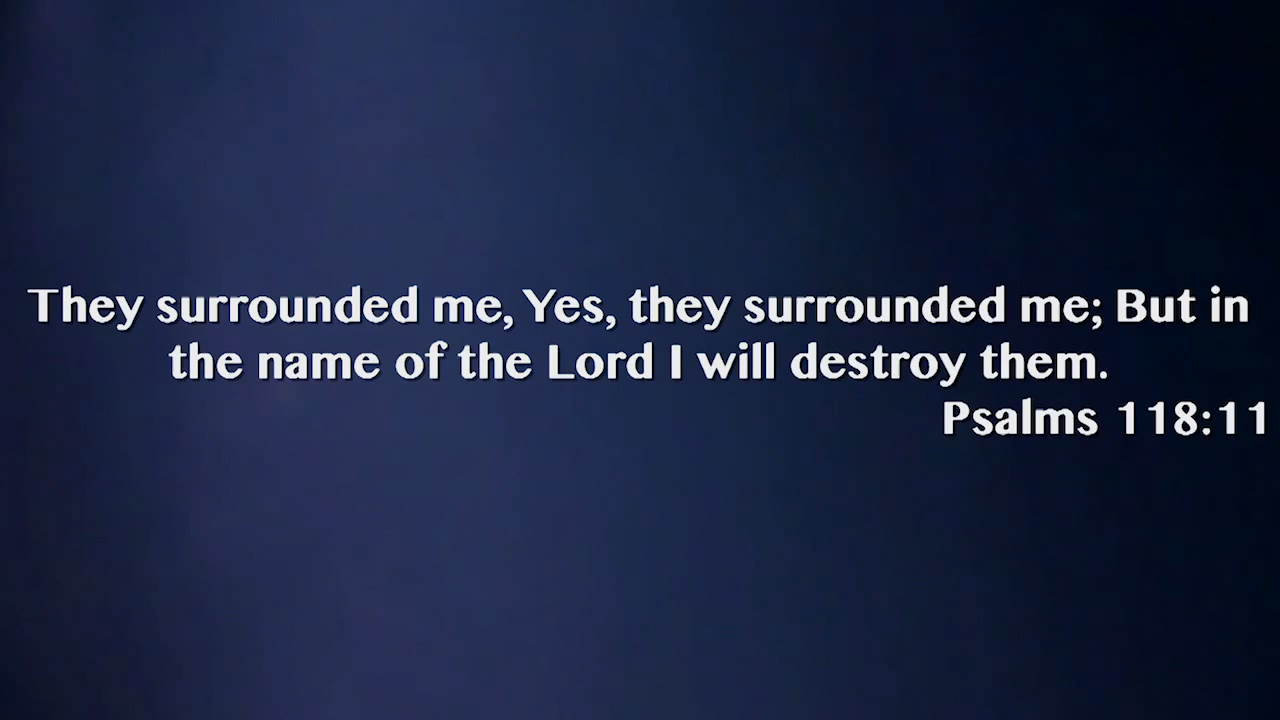 They surrounded me, Yes, they surrounded me; But in
the name of the Lord I will destroy them.
Psalms 118:11